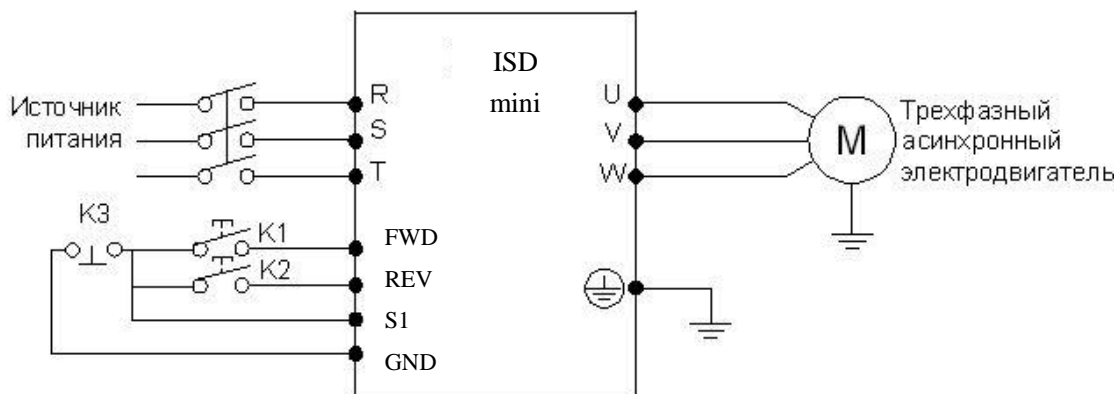 ISD
mini
Источник
питания
R
S
T
U
V
W
M
Трехфазный
асинхронный
электродвигатель
K3
K1
K2
FWD
REV
S1
GND